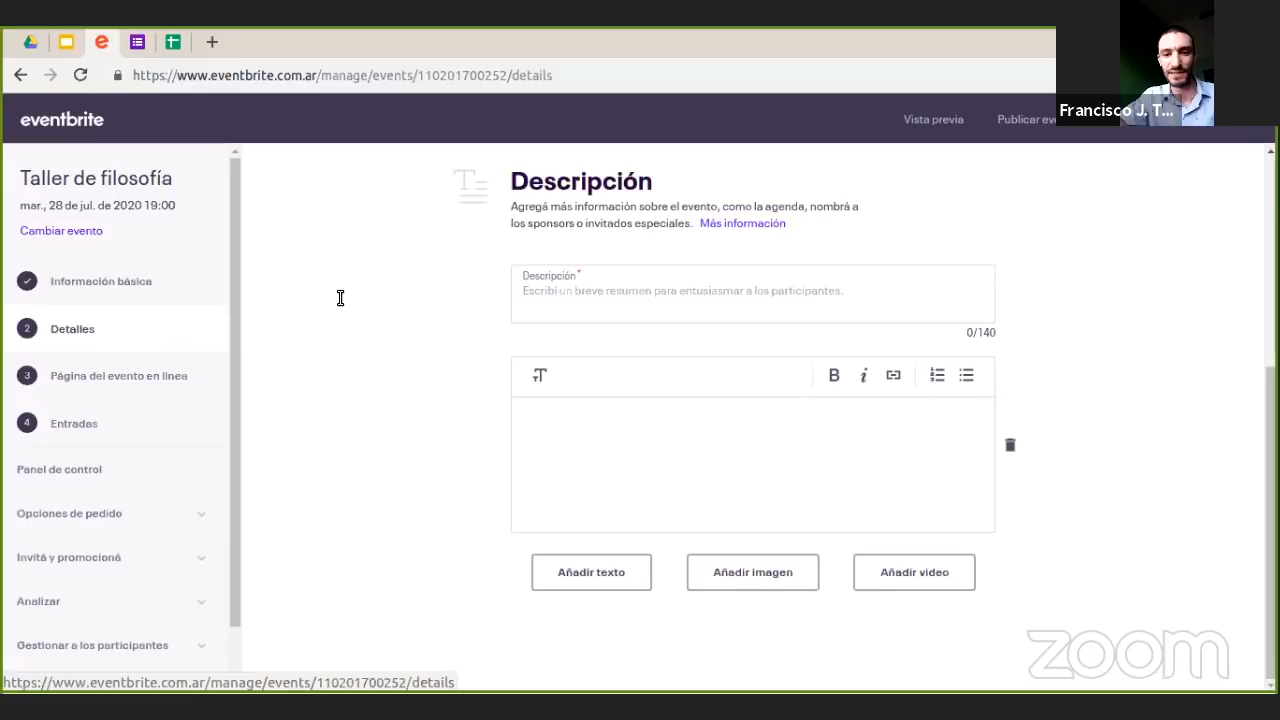 https://www.eventbrite.com.ar/manage/events/110201700252/details
Francisco J. T...
eventbrite
Vista previa
Publicar eve
Taller de filosofía
mar., 28 de jul. de 2020 19:00
Cambiar evento
Información básica
2 Detalles
3 Página del evento en línea
4 Entradas
Panel de control
Opciones de pedido
Invitá y promocioná
Analizar
Gestionar a los participantes
Descripción
Agregá más información sobre el evento, como la agenda, nombrá a
los sponsors o invitados especiales. Más información
Descripción *
Escribí un breve resumen para entusiasmar a los participantes.
0/140
B i
Añadir texto
Añadir imagen
Añadir video
zoom
https://www.eventbrite.com.ar/manage/events/110201700252/details